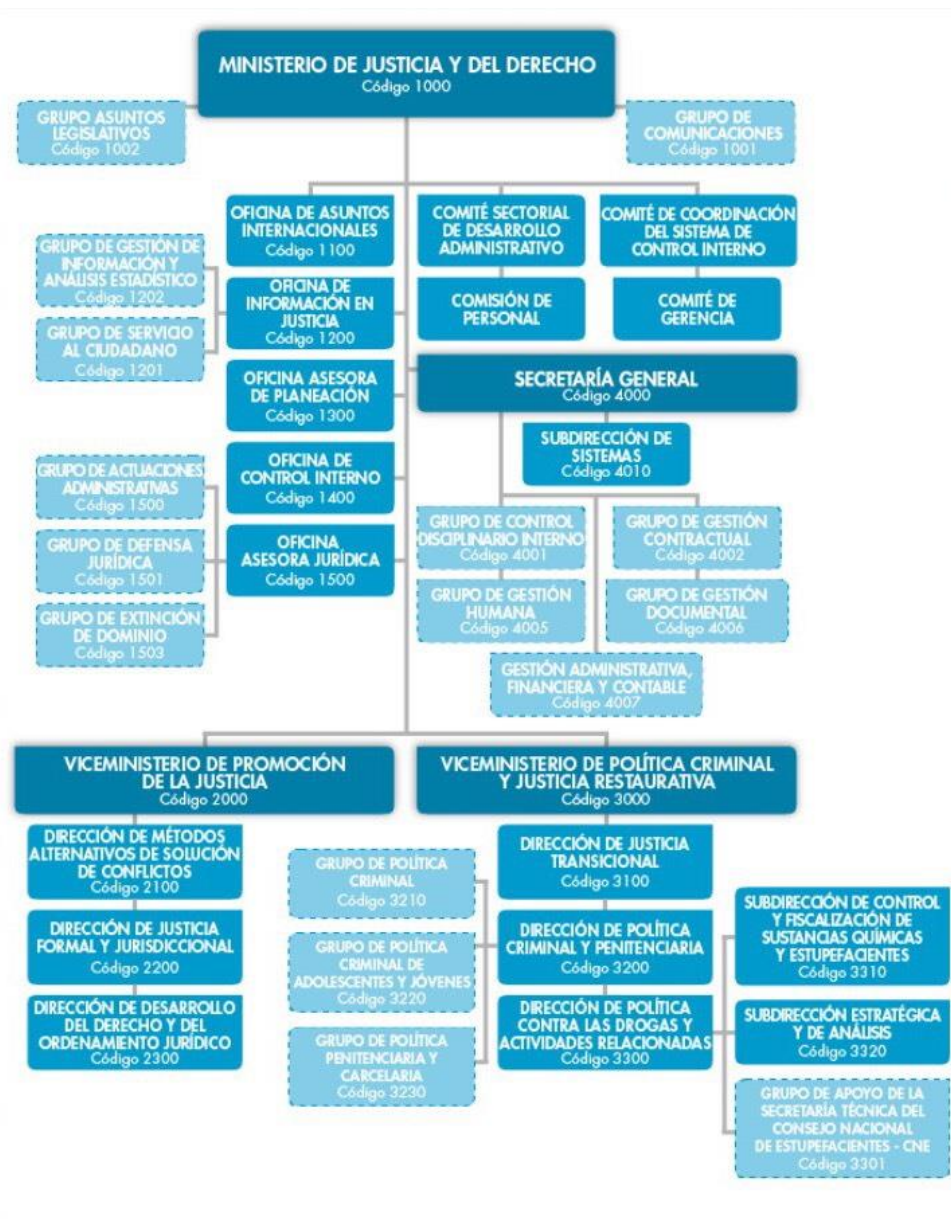 MINISTERIO DE JUSTICIA Y DEL DERECHO
Código 1000
GRUPO ASUNTOS
LEGISLATIVOS
Código 1002
GRUPO DE
COMUNICACIONES
Código 1001
OFICINA DE ASUNTOS
INTERNACIONALES
Código 1100
COMITÉ SECTORIAL
DE DESARROLLO
ADMINISTRATIVO
COMITÉ DE COORDINACIÓN
DEL SISTEMA DE
CONTROL INTERNO
GRUPO DE GESTIÓN DE
INFORMACIÓN Y
ANÁLISIS ESTADÍSTICO
Código 1202
OFICINA DE
INFORMACIÓN EN
JUSTICIA
Código 1200
COMISIÓN DE
PERSONAL
COMITÉ DE
GERENCIA
GRUPO DE SERVICIO
AL CIUDADANO
Código 1201
OFICINA ASESORA
DE PLANEACIÓN
Código 1300
SECRETARÍA GENERAL
Código 4000
SUBDIRECCIÓN DE
SISTEMAS
Código 4010
GRUPO DE ACTUACIONES
ADMINISTRATIVAS
Código 1500
OFICINA DE
CONTROL INTERNO
Código 1400
GRUPO DE CONTROL
DISCIPLINARIO INTERNO
Código 4001
GRUPO DE GESTIÓN
CONTRACTUAL
Código 4002
GRUPO DE DEFENSA
JURÍDICA
Código 1501
OFICINA
ASESORA JURÍDICA
Código 1500
GRUPO DE GESTIÓN
HUMANA
Código 4005
GRUPO DE GESTIÓN
DOCUMENTAL
Código 4006
GRUPO DE EXTINCIÓN
DE DOMINIO
Código 1503
GESTIÓN ADMINISTRATIVA,
FINANCIERA Y CONTABLE
Código 4007
VICEMINISTERIO DE PROMOCIÓN
DE LA JUSTICIA
Código 2000
VICEMINISTERIO DE POLÍTICA CRIMINAL
Y JUSTICIA RESTAURATIVA
Código 3000
DIRECCIÓN DE MÉTODOS
ALTERNATIVOS DE SOLUCIÓN
DE CONFLICTOS
Código 2100
DIRECCIÓN DE JUSTICIA
FORMAL Y JURISDICCIONAL
Código 2200
DIRECCIÓN DE DESARROLLO
DEL DERECHO Y DEL
ORDENAMIENTO JURÍDICO
Código 2300
GRUPO DE POLÍTICA
CRIMINAL
Código 3210
GRUPO DE POLÍTICA
CRIMINAL DE
ADOLESCENTES Y JÓVENES
Código 3220
GRUPO DE POLÍTICA
PENITENCIARIA Y
CARCELARIA
Código 3230
DIRECCIÓN DE JUSTICIA
TRANSICIONAL
Código 3100
DIRECCIÓN DE POLÍTICA
CRIMINAL Y PENITENCIARIA
Código 3200
DIRECCIÓN DE POLÍTICA
CONTRA LAS DROGAS Y
ACTIVIDADES RELACIONADAS
Código 3300
SUBDIRECCIÓN DE CONTROL
Y FISCALIZACIÓN DE
SUSTANCIAS QUÍMICAS
Y ESTUPEFACIENTES
Código 3310
SUBDIRECCIÓN ESTRATÉGICA
Y DE ANÁLISIS
Código 3320
GRUPO DE APOYO DE LA
SECRETARÍA TÉCNICA DEL
CONSEJO NACIONAL
DE ESTUPEFACIENTES - CNE
Código 3301